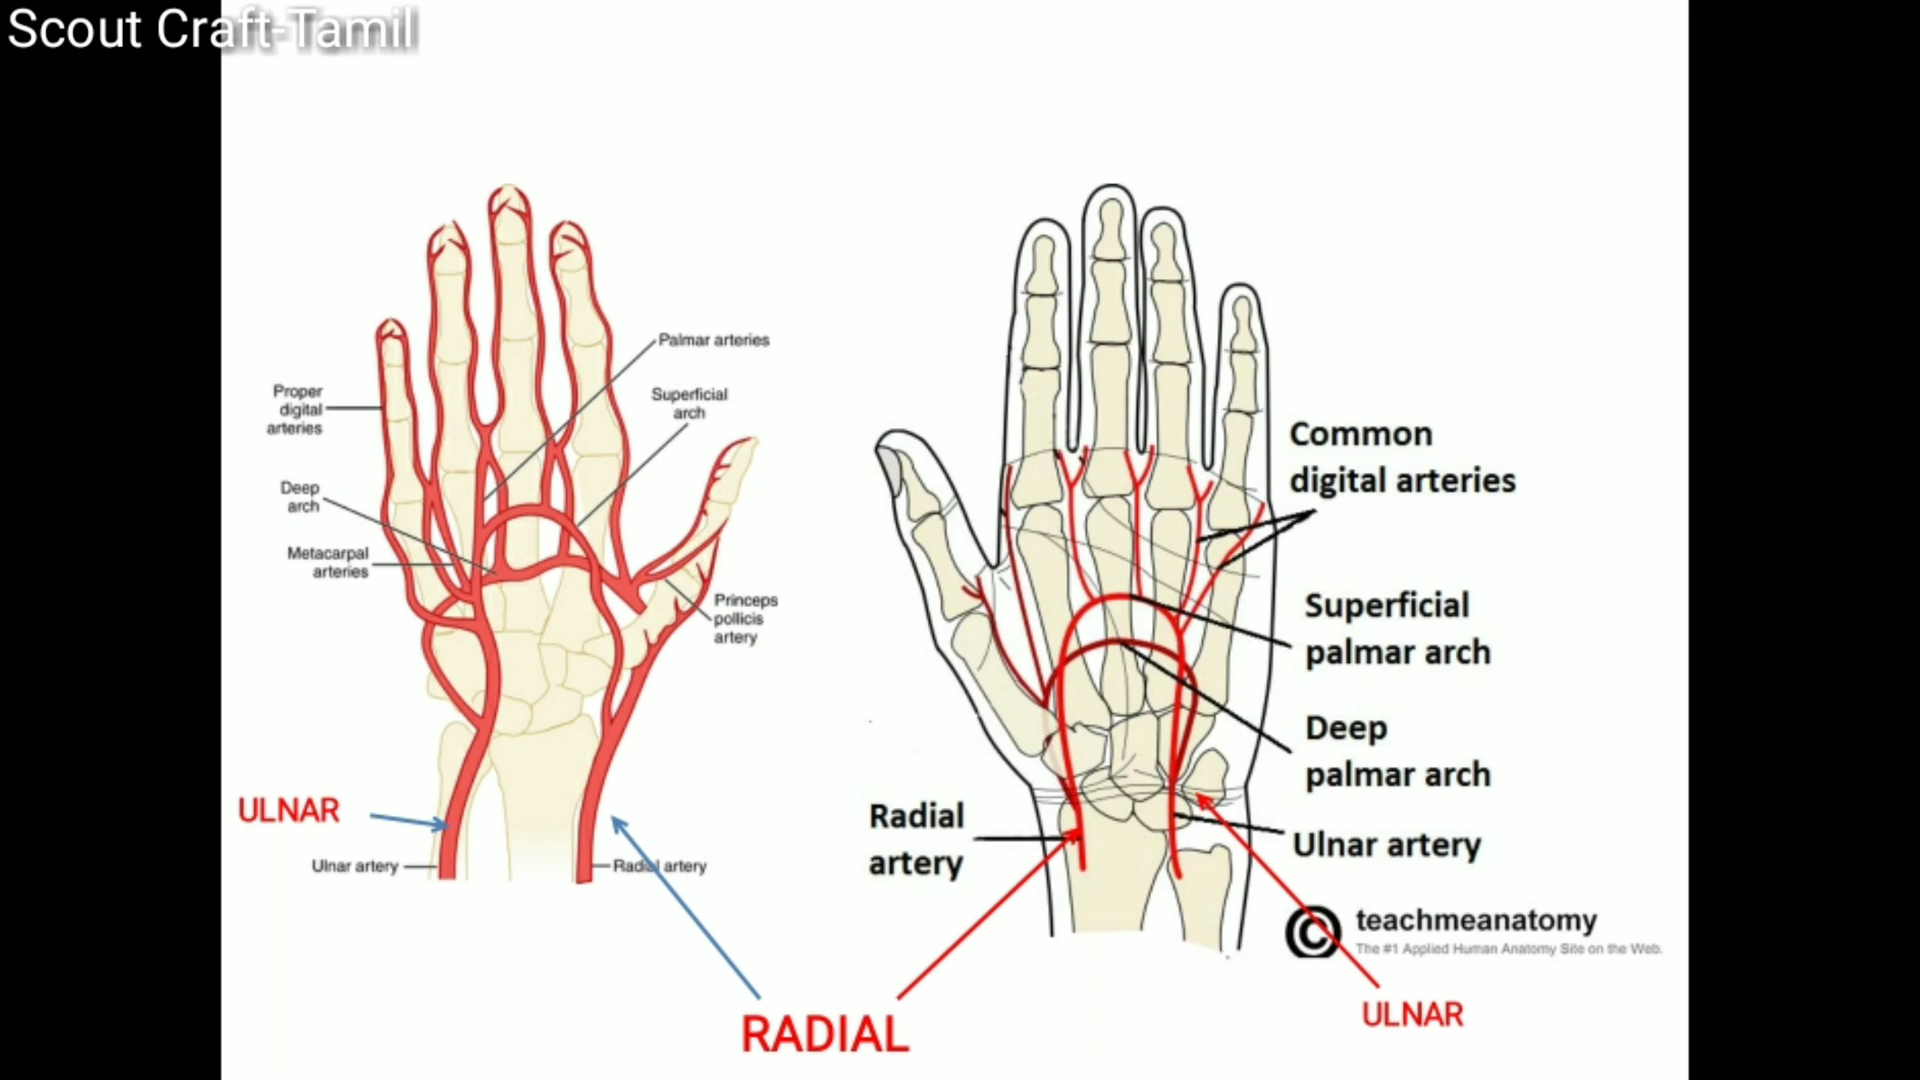 Scout Craft-Tamil
Palmar arteries
Superficial
arch
Proper
digital
arteries
Deep
arch
Metacarpal
arteries
Princeps
pollicis
artery
ULNAR
Ulnar artery
Radial artery
Common
digital arteries
Superficial
palmar arch
Deep
palmar arch
Radial
artery
Ulnar artery
© teachmeanatomy
The #1 Applied Human Anatomy Site on the Web.
RADIAL
ULNAR